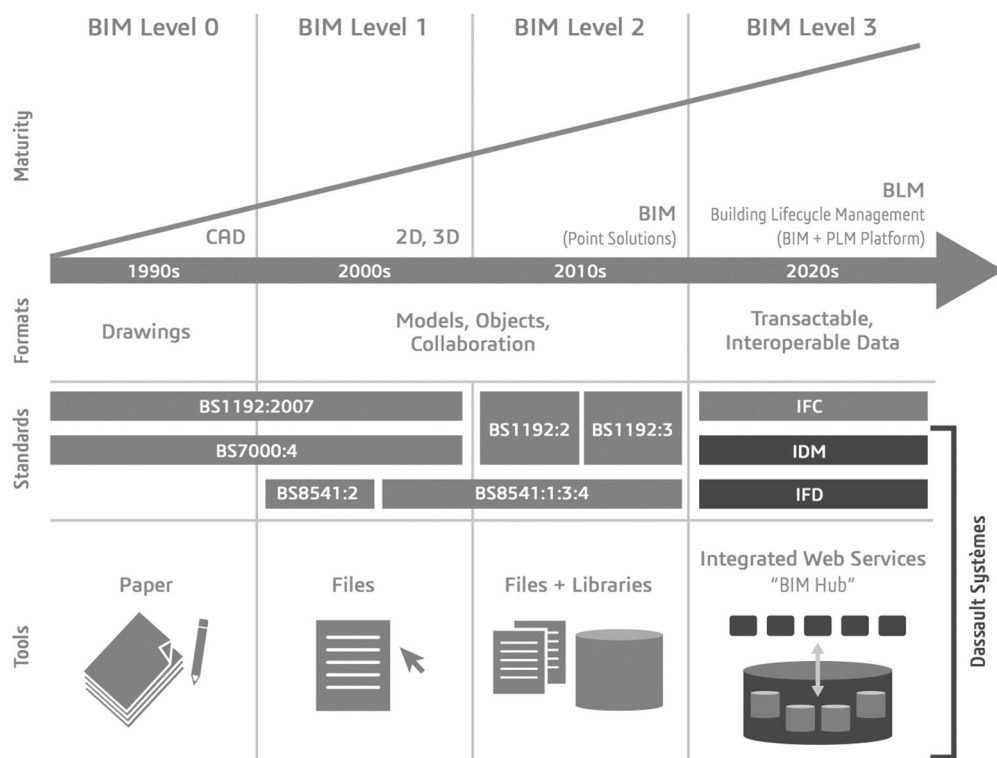 BIM Level 0
BIM Level 1
BIM Level 2
BIM Level 3
Maturity
CAD
2D, 3D
BIM
(Point Solutions)
BLM
Building Lifecycle Management
(BIM + PLM Platform)
1990s
2000s
2010s
2020s
Formats
Drawings
Models, Objects,
Collaboration
Transactable,
Interoperable Data
Standards
BS1192:2007
BS7000:4
BS8541:2
BS1192:2
BS1192:3
BS8541:1:3:4
IFC
IDM
IFD
Tools
Paper
Files
Files + Libraries
Integrated Web Services
"BIM Hub"
Dassault Systèmes